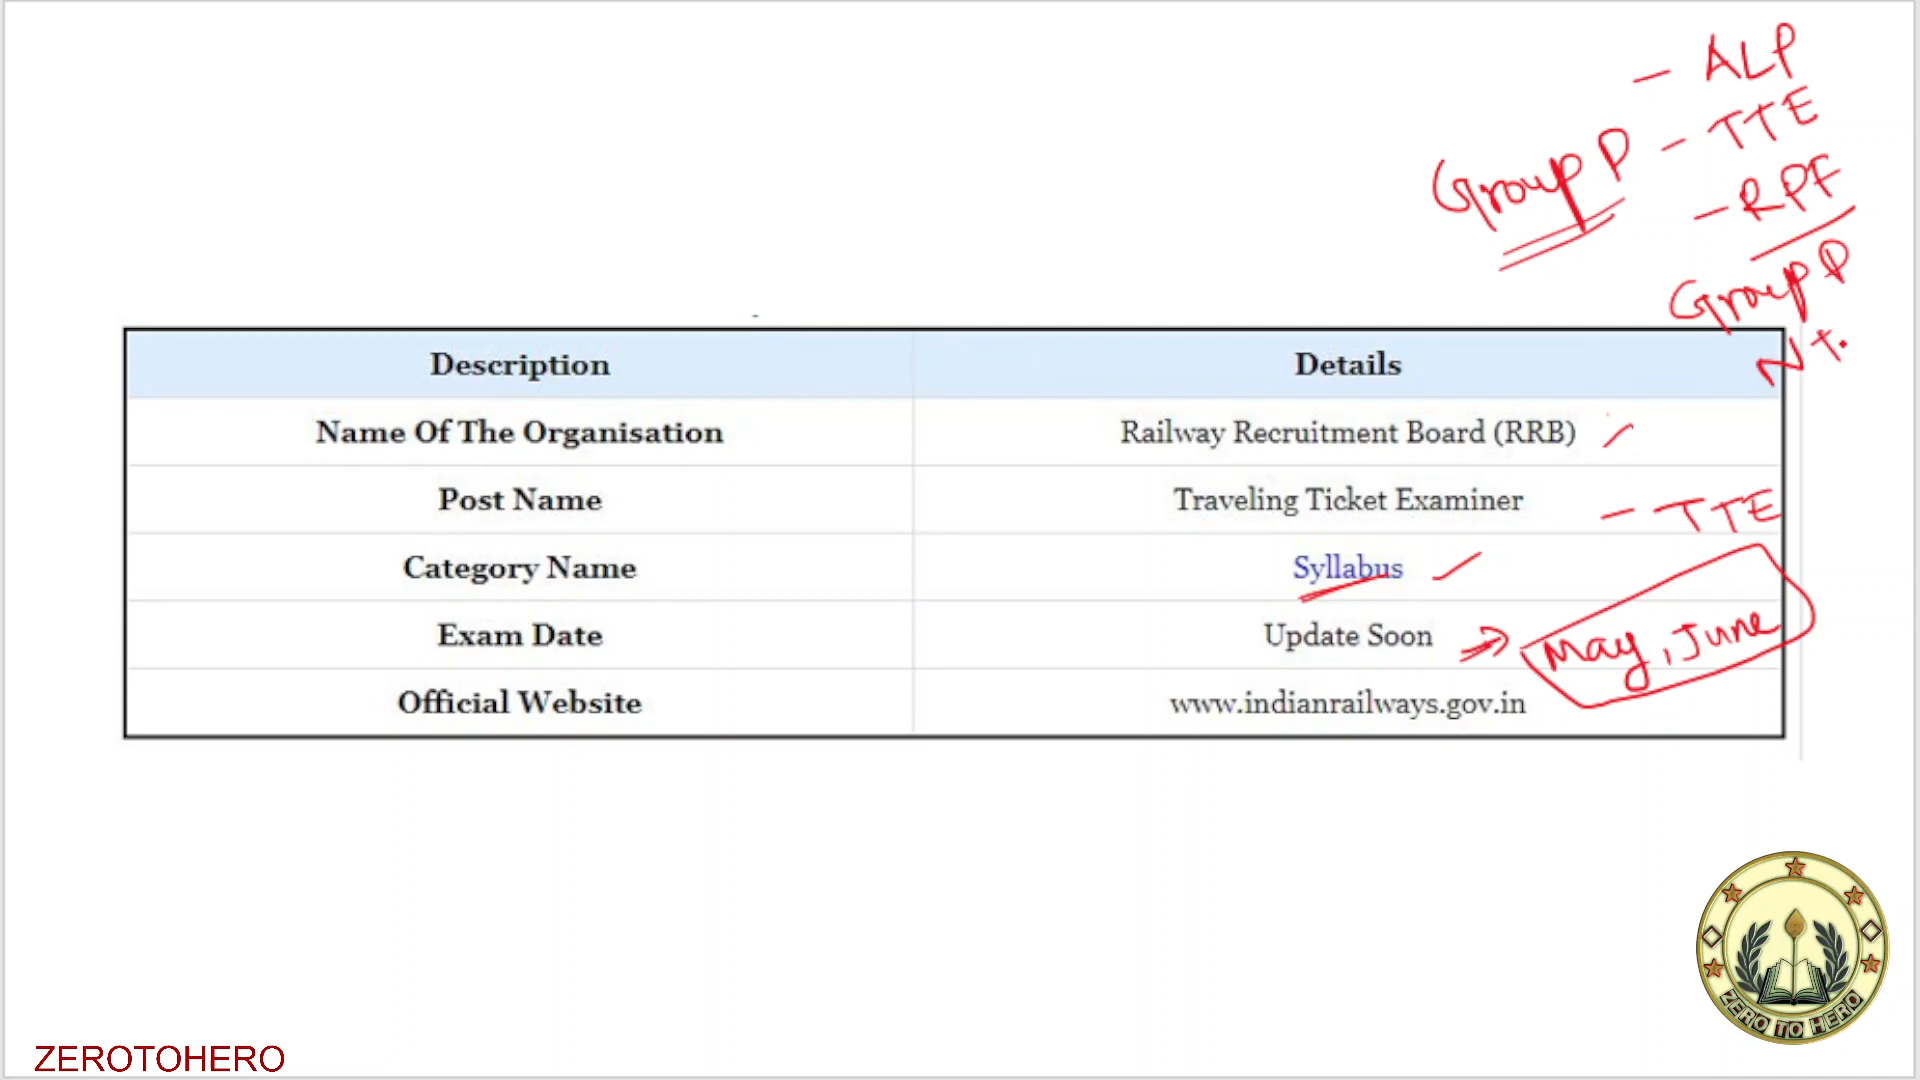 - ALP
Group D - TTE
- RPF
Group D
Nt.
Description Details
Name Of The Organisation Railway Recruitment Board (RRB)
Post Name Traveling Ticket Examiner - TTE
Category Name Syllabus
Exam Date Update Soon → May, June
Official Website www.indianrailways.gov.in
ZERO TO HERO
ZEROTOHERO